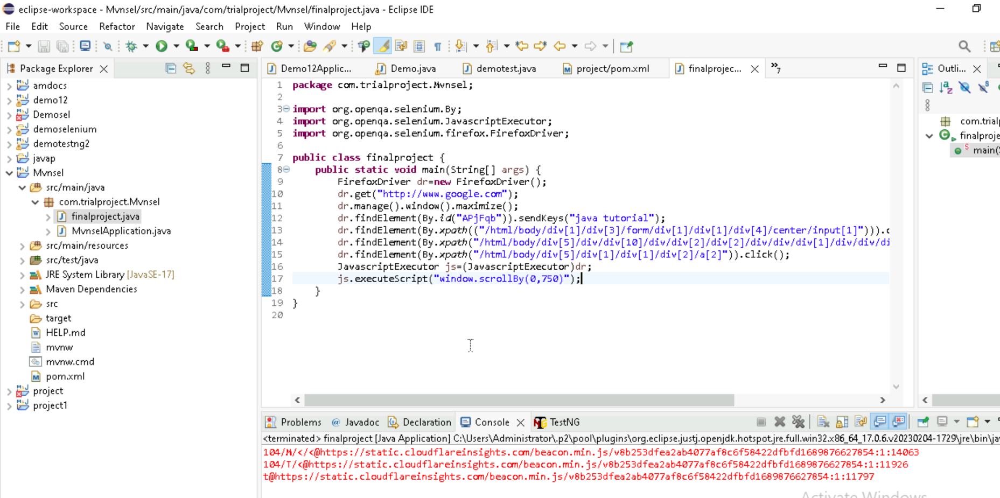 eclipse-workspace - Mvnsel/src/main/java/com/trialproject/Mvnsel/finalproject.java - Eclipse IDE
File Edit Source Refactor Navigate Search Project Run Window Help
Package Explorer
amdocs
demo12
Demosel
demoselenium
demotestng2
javap
Mvnsel
src/main/java
com.trialproject.Mvnsel
finalproject.java
MvnselApplication.java
src/main/resources
src/test/java
JRE System Library [JavaSE-17]
Maven Dependencies
src
target
HELP.md
mvnw
mvnw.cmd
pom.xml
project
project1
Demo12Applic... Demo.java demotest.java project/pom.xml finalprojec... »7
1 package com.trialproject.Mvnsel;
2
3 import org.openqa.selenium.By;
4 import org.openqa.selenium.JavascriptExecutor;
5 import org.openqa.selenium.firefox.FirefoxDriver;
6
7 public class finalproject {
8 public static void main(String[] args) {
9 FirefoxDriver dr=new FirefoxDriver();
10 dr.get("http://www.google.com");
11 dr.manage().window().maximize();
12 dr.findElement(By.id("APjFqb")).sendKeys("java tutorial");
13 dr.findElement(By.xpath(("/html/body/div[1]/div[3]/form/div[1]/div[1]/div[4]/center/input[1]"))).c
14 dr.findElement(By.xpath("/html/body/div[5]/div/div[10]/div/div[2]/div[2]/div/div/div[1]/div/div/di
15 dr.findElement(By.xpath("/html/body/div[5]/div[1]/div[1]/div[2]/a[2]")).click();
16 JavascriptExecutor js=(JavascriptExecutor)dr;
17 js.executeScript("window.scrollBy(0,750)");
18 }
19 }
20
Outli...
com.trial
finalproje
main(
Problems Javadoc Declaration Console TestNG
<terminated> finalproject [Java Application] C:\Users\Administrator\.p2\pool\plugins\org.eclipse.justj.openjdk.hotspot.jre.full.win32.x86_64_17.0.6.v20230204-1729\jre\bin\ja
104/M/</<@https://static.cloudflareinsights.com/beacon.min.js/v8b253dfea2ab4077af8c6f58422dfbfd1689876627854:1:14063
104/T/<@https://static.cloudflareinsights.com/beacon.min.js/v8b253dfea2ab4077af8c6f58422dfbfd1689876627854:1:11926
t@https://static.cloudflareinsights.com/beacon.min.js/v8b253dfea2ab4077af8c6f58422dfbfd1689876627854:1:11797
Activate Windows